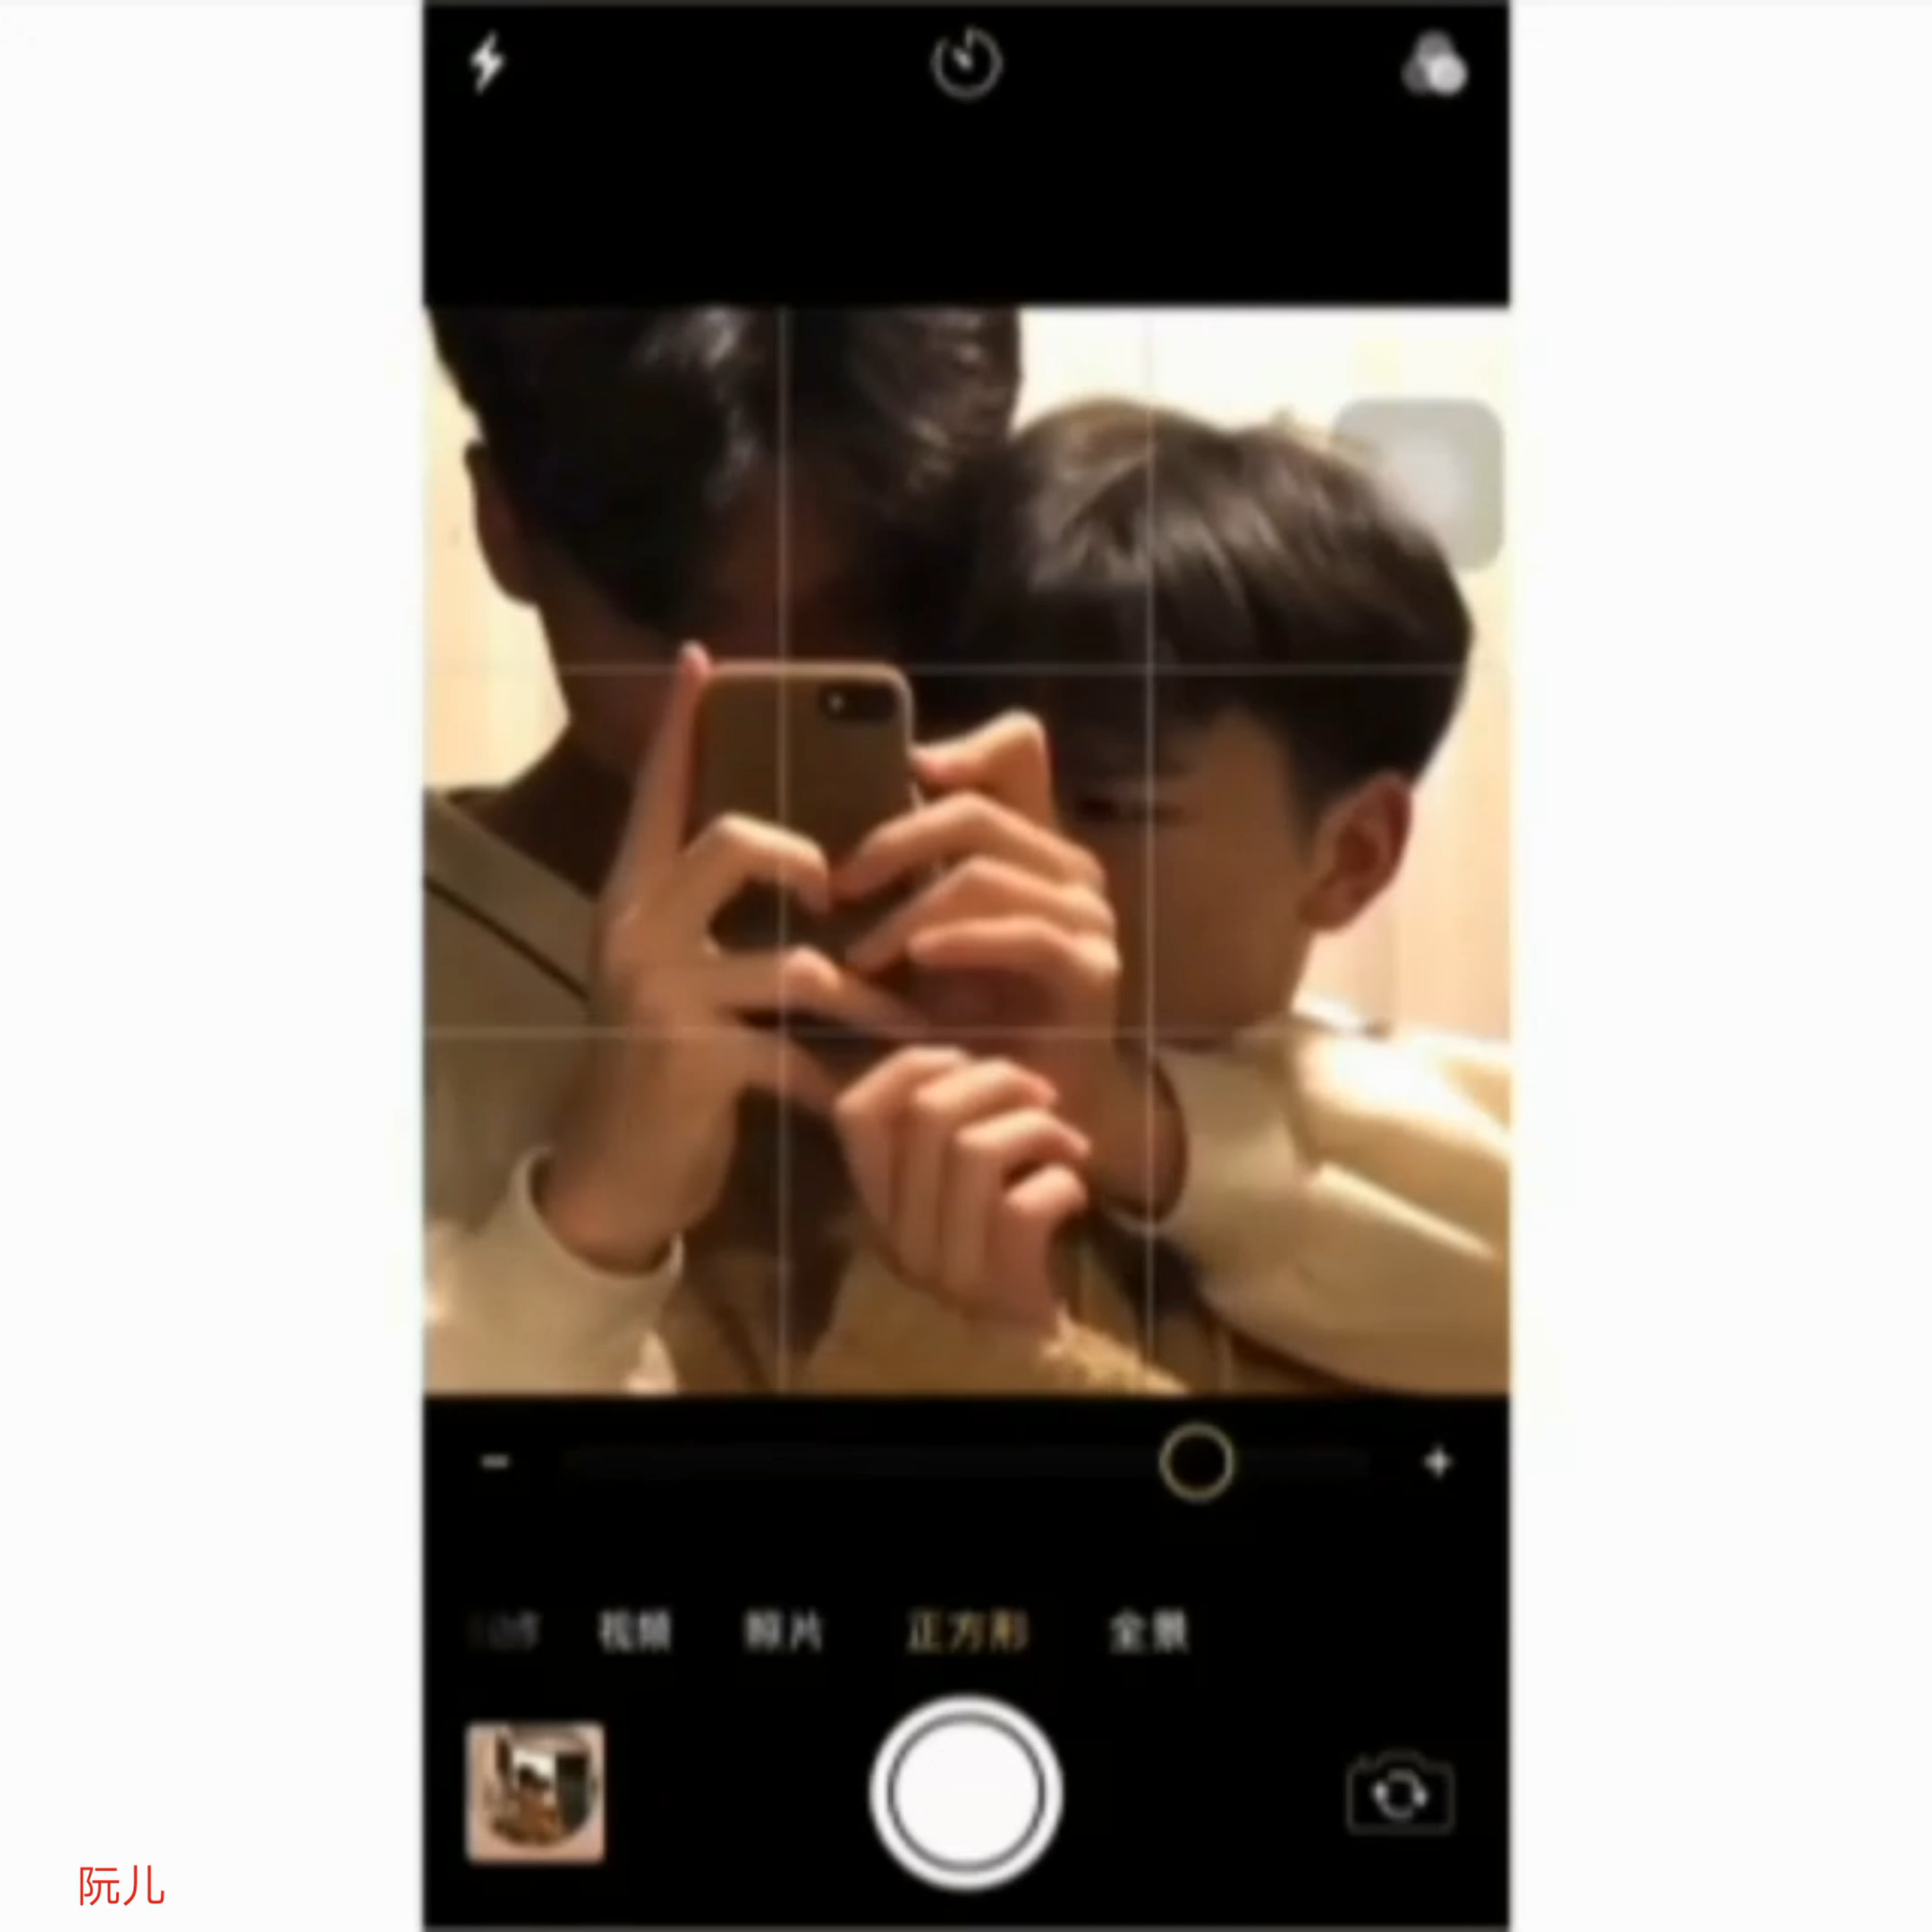 视频 照片 正方形 全景
阮儿